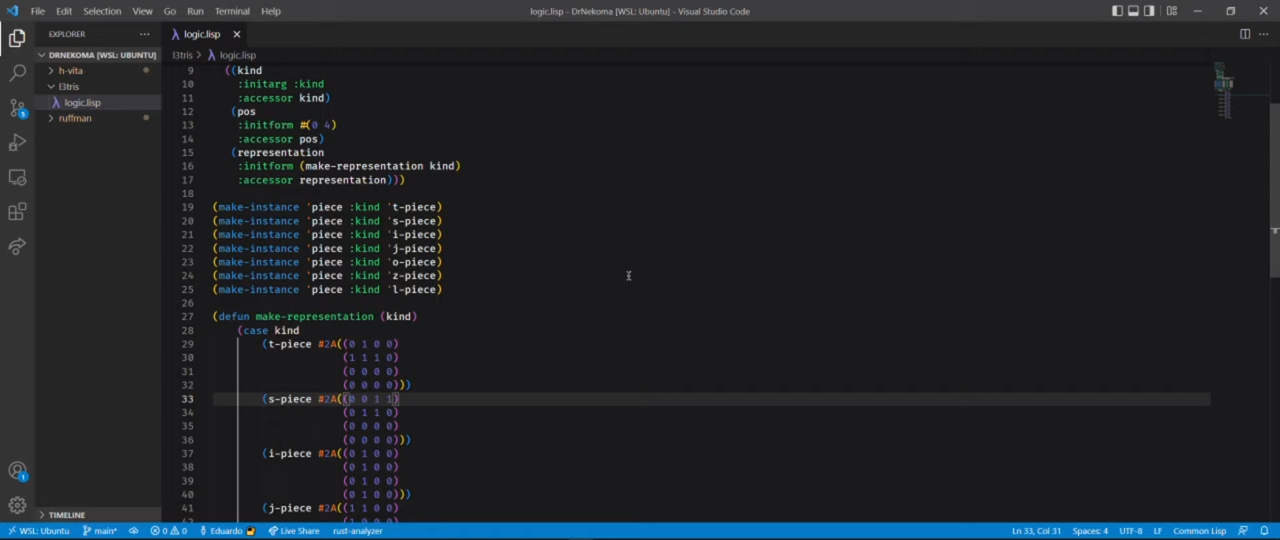 File Edit Selection View Go Run Terminal Help logic.lisp - DrNekoma [WSL: Ubuntu] - Visual Studio Code
EXPLORER
logic.lisp
DRNEKOMA [WSL: UBUNTU]
l3tris > logic.lisp
h-vita
l3tris
logic.lisp
ruffman
9 ((kind
10 :initarg :kind
11 :accessor kind)
12 (pos
13 :initform #(0 4)
14 :accessor pos)
15 (representation
16 :initform (make-representation kind)
17 :accessor representation)))
18
19 (make-instance 'piece :kind 't-piece)
20 (make-instance 'piece :kind 's-piece)
21 (make-instance 'piece :kind 'i-piece)
22 (make-instance 'piece :kind 'j-piece)
23 (make-instance 'piece :kind 'o-piece)
24 (make-instance 'piece :kind 'z-piece)
25 (make-instance 'piece :kind 'l-piece)
26
27 (defun make-representation (kind)
28 (case kind
29 (t-piece #2A((0 1 0 0)
30 (1 1 1 0)
31 (0 0 0 0)
32 (0 0 0 0)))
33 (s-piece #2A((0 0 1 1)
34 (0 1 1 0)
35 (0 0 0 0)
36 (0 0 0 0)))
37 (i-piece #2A((0 1 0 0)
38 (0 1 0 0)
39 (0 1 0 0)
40 (0 1 0 0)))
41 (j-piece #2A((1 1 0 0)
TIMELINE
WSL: Ubuntu main* 0 0 Eduardo Live Share rust-analyzer Ln 33, Col 31 Spaces: 4 UTF-8 LF Common Lisp